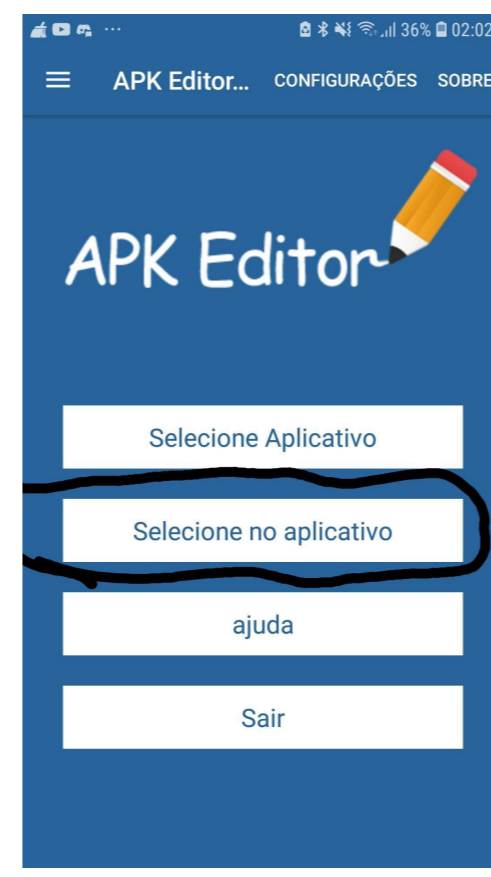 36% 02:02
APK Editor... CONFIGURAÇÕES SOBRE
APK Editor
Selecione Aplicativo
Selecione no aplicativo
ajuda
Sair